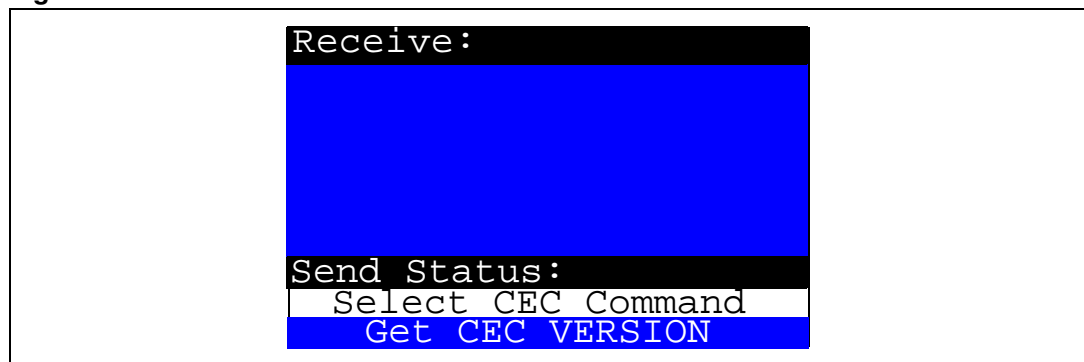 Receive:
Send Status:
Select CEC Command
Get CEC VERSION